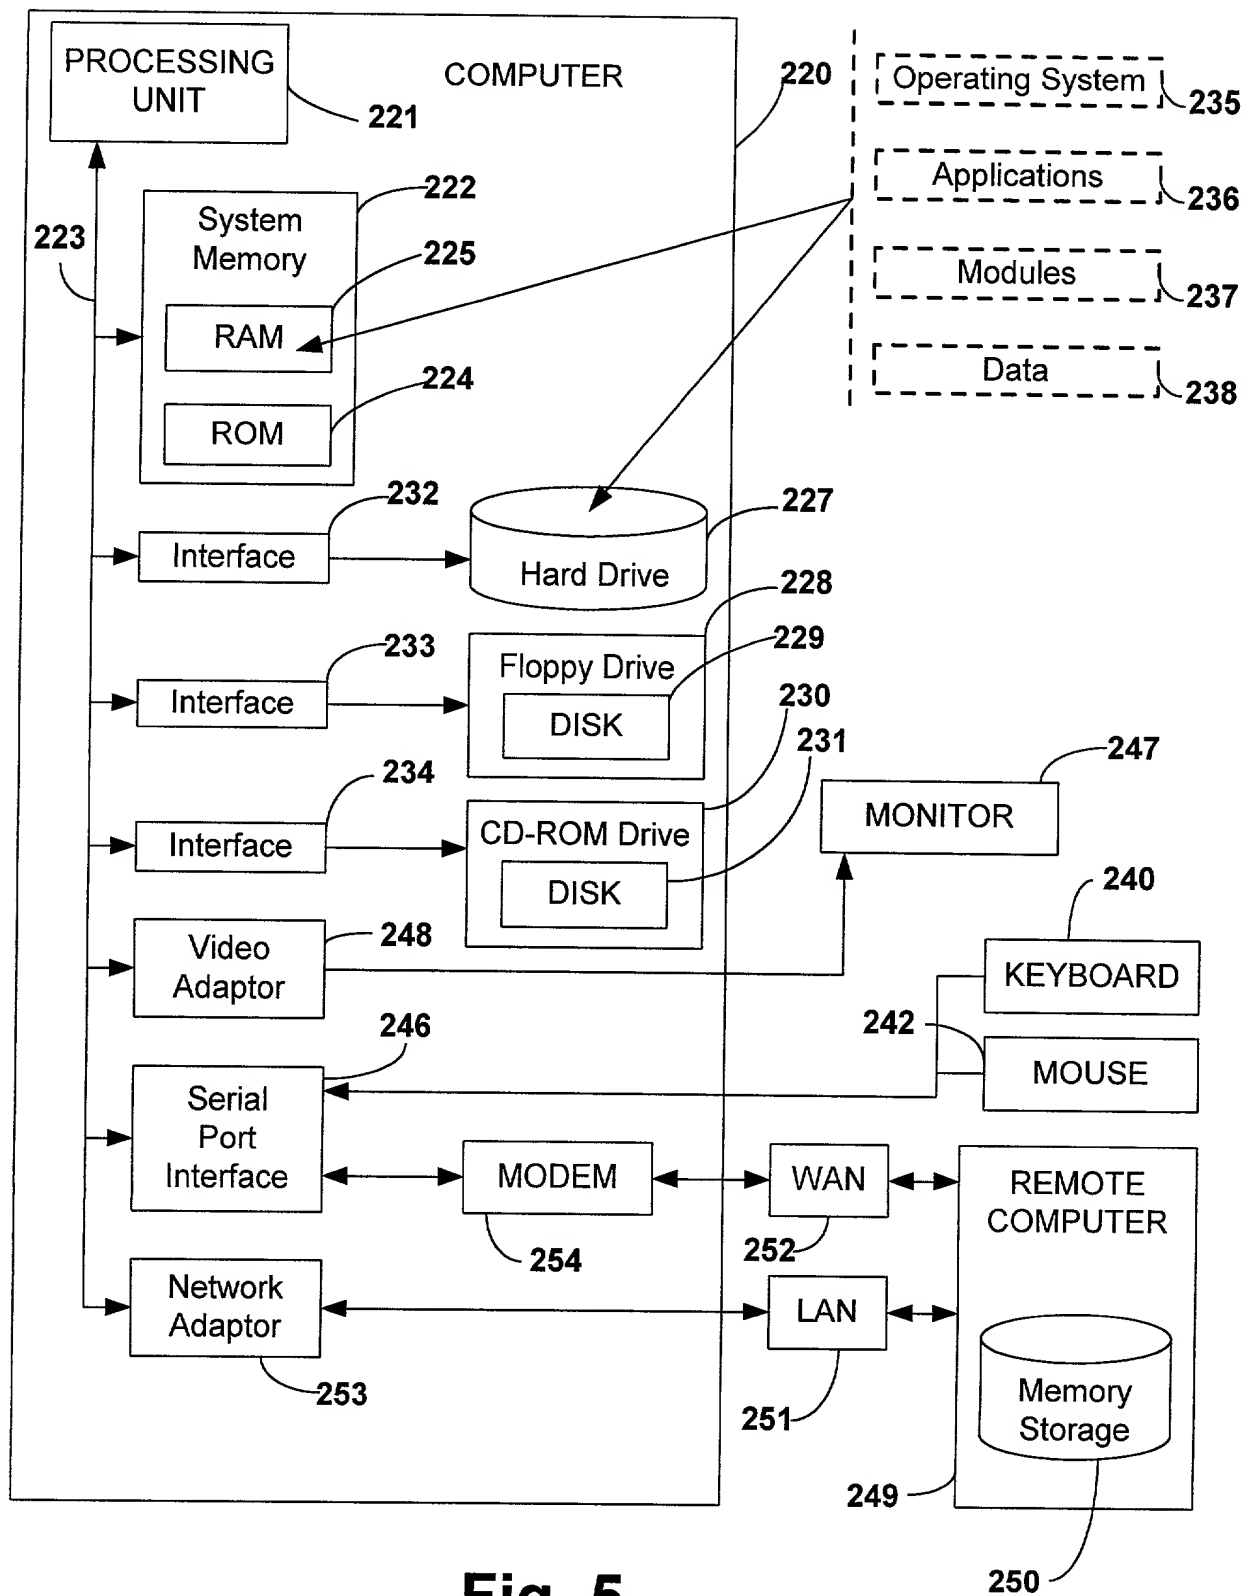 PROCESSING
UNIT
COMPUTER
220
221
Operating System
235
Applications
236
Modules
237
Data
238
222
System
Memory
223
225
RAM
224
ROM
232
Interface
227
Hard Drive
228
233
229
Floppy Drive
Interface
DISK
230
231
234
247
CD-ROM Drive
Interface
DISK
MONITOR
240
248
Video
Adaptor
KEYBOARD
242
246
MOUSE
Serial
Port
Interface
MODEM
WAN
REMOTE
COMPUTER
254
252
Network
Adaptor
LAN
253
251
Memory
Storage
249
250
Fig. 5